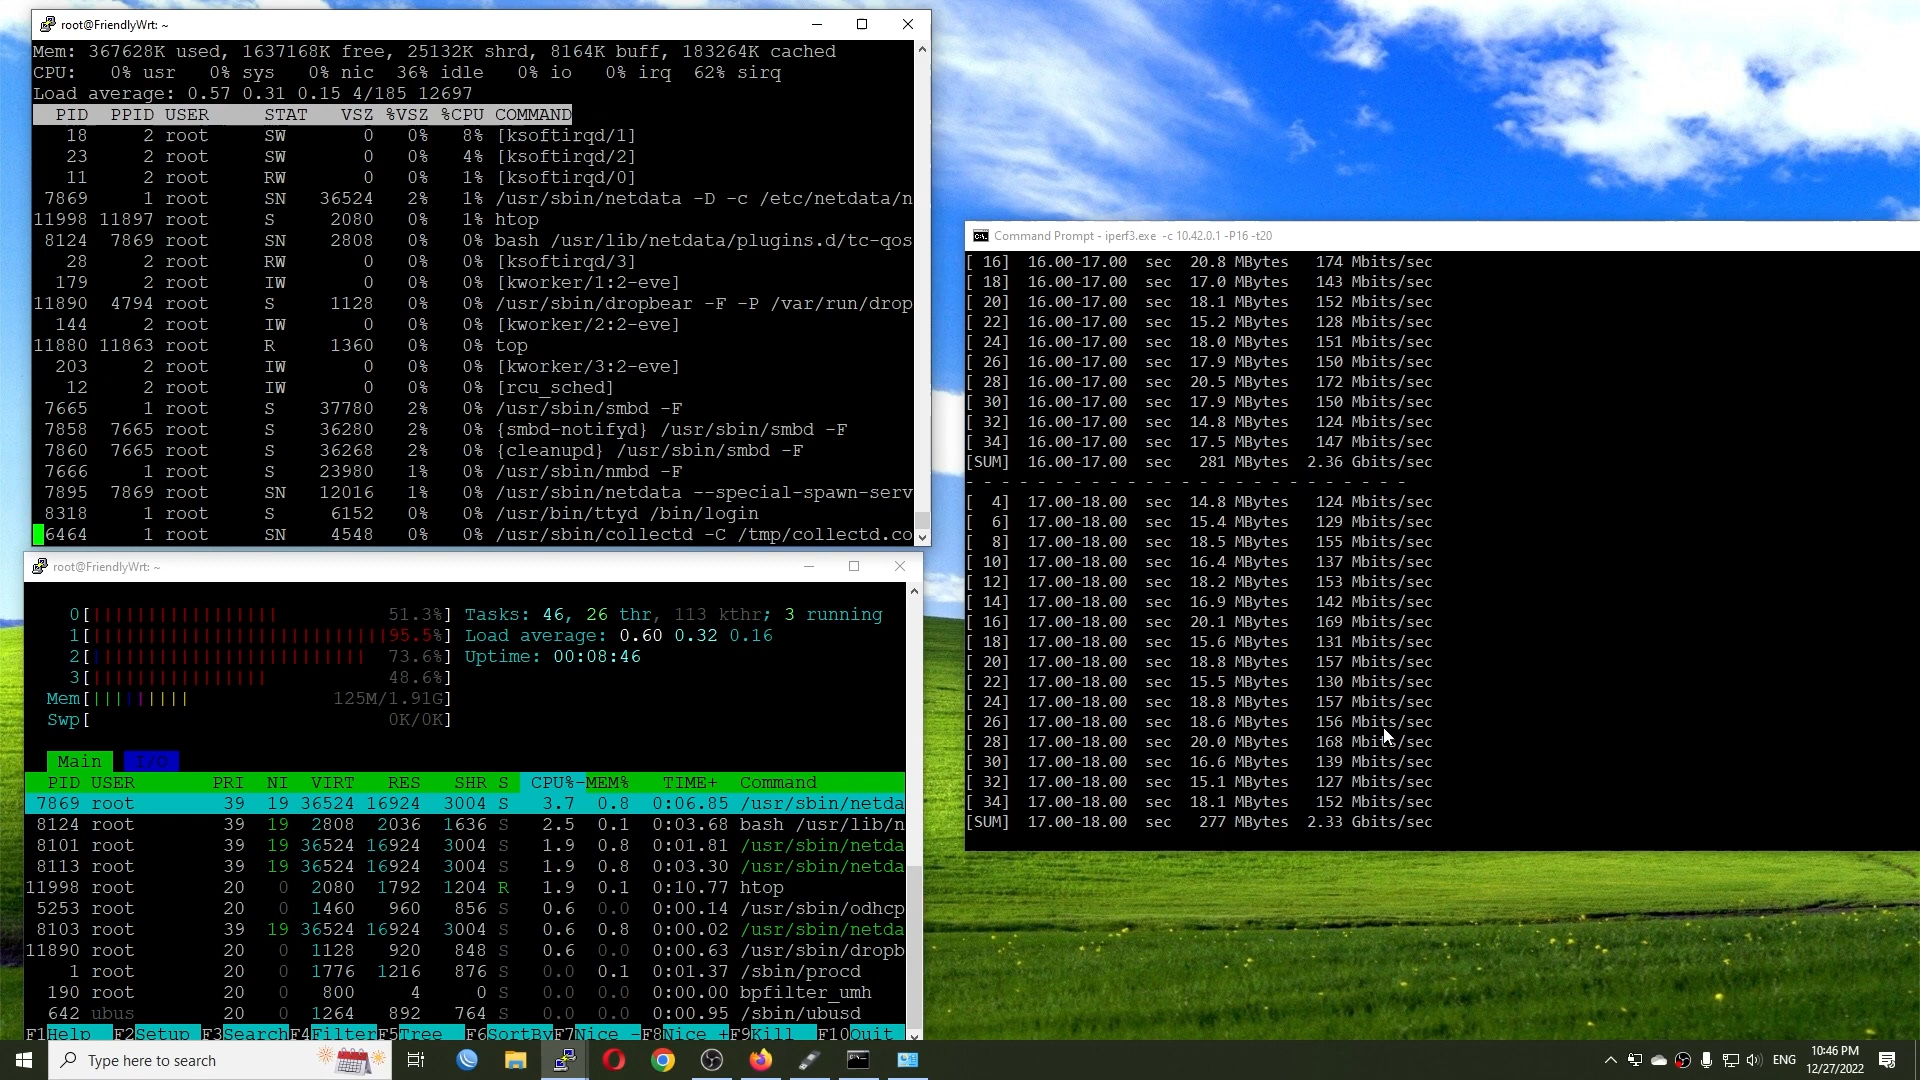 root@FriendlyWrt: ~
Mem: 367628K used, 1637168K free, 25132K shrd, 8164K buff, 183264K cached
CPU:   0% usr   0% sys   0% nic  36% idle   0% io   0% irq  62% sirq
Load average: 0.57 0.31 0.15 4/185 12697
PID  PPID USER     STAT   VSZ %VSZ %CPU COMMAND
18     2 root     SW       0   0%   8% [ksoftirqd/1]
23     2 root     SW       0   0%   4% [ksoftirqd/2]
11     2 root     RW       0   0%   1% [ksoftirqd/0]
7869     1 root     SN   36524   2%   1% /usr/sbin/netdata -D -c /etc/netdata/n
11998 11897 root     S     2080   0%   1% htop
8124  7869 root     SN    2808   0%   0% bash /usr/lib/netdata/plugins.d/tc-qos
28     2 root     RW       0   0%   0% [ksoftirqd/3]
179     2 root     IW       0   0%   0% [kworker/1:2-eve]
11890  4794 root     S     1128   0%   0% /usr/sbin/dropbear -F -P /var/run/drop
144     2 root     IW       0   0%   0% [kworker/2:2-eve]
11880 11863 root     R     1360   0%   0% top
203     2 root     IW       0   0%   0% [kworker/3:2-eve]
12     2 root     IW       0   0%   0% [rcu_sched]
7665     1 root     S    37780   2%   0% /usr/sbin/smbd -F
7858  7665 root     S    36280   2%   0% {smbd-notifyd} /usr/sbin/smbd -F
7860  7665 root     S    36268   2%   0% {cleanupd} /usr/sbin/smbd -F
7666     1 root     S    23980   1%   0% /usr/sbin/nmbd -F
7895  7869 root     SN   12016   1%   0% /usr/sbin/netdata --special-spawn-serv
8318     1 root     S     6152   0%   0% /usr/bin/ttyd /bin/login
6464     1 root     SN    4548   0%   0% /usr/sbin/collectd -C /tmp/collectd.co
root@FriendlyWrt: ~
0[||||||||||||||||| 51.3%] Tasks: 46, 26 thr, 113 kthr; 3 running
1[|||||||||||||||||||||||||||95.5%] Load average: 0.60 0.32 0.16
2[||||||||||||||||||||||||| 73.6%] Uptime: 00:08:46
3[|||||||||||||||| 48.6%]
Mem[||||||||| 125M/1.91G]
Swp[ 0K/0K]
Main I/O
PID USER PRI NI VIRT RES SHR S CPU%-MEM% TIME+ Command
7869 root 39 19 36524 16924 3004 S 3.7 0.8 0:06.85 /usr/sbin/netda
8124 root 39 19 2808 2036 1636 S 2.5 0.1 0:03.68 bash /usr/lib/n
8101 root 39 19 36524 16924 3004 S 1.9 0.8 0:01.81 /usr/sbin/netda
8113 root 39 19 36524 16924 3004 S 1.9 0.8 0:03.30 /usr/sbin/netda
11998 root 20 0 2080 1792 1204 R 1.9 0.1 0:10.77 htop
5253 root 20 0 1460 960 856 S 0.6 0.0 0:00.14 /usr/sbin/odhcp
8103 root 39 19 36524 16924 3004 S 0.6 0.8 0:00.02 /usr/sbin/netda
11890 root 20 0 1128 920 848 S 0.6 0.0 0:00.63 /usr/sbin/dropb
1 root 20 0 1776 1216 876 S 0.0 0.1 0:01.37 /sbin/procd
190 root 20 0 800 4 0 S 0.0 0.0 0:00.00 bpfilter_umh
642 ubus 20 0 1264 892 764 S 0.0 0.0 0:00.95 /sbin/ubusd
F1Help F2Setup F3SearchF4FilterF5Tree F6SortByF7Nice -F8Nice +F9Kill F10Quit
Command Prompt - iperf3.exe -c 10.42.0.1 -P16 -t20
[ 16] 16.00-17.00 sec 20.8 MBytes 174 Mbits/sec
[ 18] 16.00-17.00 sec 17.0 MBytes 143 Mbits/sec
[ 20] 16.00-17.00 sec 18.1 MBytes 152 Mbits/sec
[ 22] 16.00-17.00 sec 15.2 MBytes 128 Mbits/sec
[ 24] 16.00-17.00 sec 18.0 MBytes 151 Mbits/sec
[ 26] 16.00-17.00 sec 17.9 MBytes 150 Mbits/sec
[ 28] 16.00-17.00 sec 20.5 MBytes 172 Mbits/sec
[ 30] 16.00-17.00 sec 17.9 MBytes 150 Mbits/sec
[ 32] 16.00-17.00 sec 14.8 MBytes 124 Mbits/sec
[ 34] 16.00-17.00 sec 17.5 MBytes 147 Mbits/sec
[SUM] 16.00-17.00 sec 281 MBytes 2.36 Gbits/sec
- - - - - - - - - - - - - - - - - - - - - - - - -
[ 4] 17.00-18.00 sec 14.8 MBytes 124 Mbits/sec
[ 6] 17.00-18.00 sec 15.4 MBytes 129 Mbits/sec
[ 8] 17.00-18.00 sec 18.5 MBytes 155 Mbits/sec
[ 10] 17.00-18.00 sec 16.4 MBytes 137 Mbits/sec
[ 12] 17.00-18.00 sec 18.2 MBytes 153 Mbits/sec
[ 14] 17.00-18.00 sec 16.9 MBytes 142 Mbits/sec
[ 16] 17.00-18.00 sec 20.1 MBytes 169 Mbits/sec
[ 18] 17.00-18.00 sec 15.6 MBytes 131 Mbits/sec
[ 20] 17.00-18.00 sec 18.8 MBytes 157 Mbits/sec
[ 22] 17.00-18.00 sec 15.5 MBytes 130 Mbits/sec
[ 24] 17.00-18.00 sec 18.8 MBytes 157 Mbits/sec
[ 26] 17.00-18.00 sec 18.6 MBytes 156 Mbits/sec
[ 28] 17.00-18.00 sec 20.0 MBytes 168 Mbits/sec
[ 30] 17.00-18.00 sec 16.6 MBytes 139 Mbits/sec
[ 32] 17.00-18.00 sec 15.1 MBytes 127 Mbits/sec
[ 34] 17.00-18.00 sec 18.1 MBytes 152 Mbits/sec
[SUM] 17.00-18.00 sec 277 MBytes 2.33 Gbits/sec
Type here to search
ENG
10:46 PM
12/27/2022